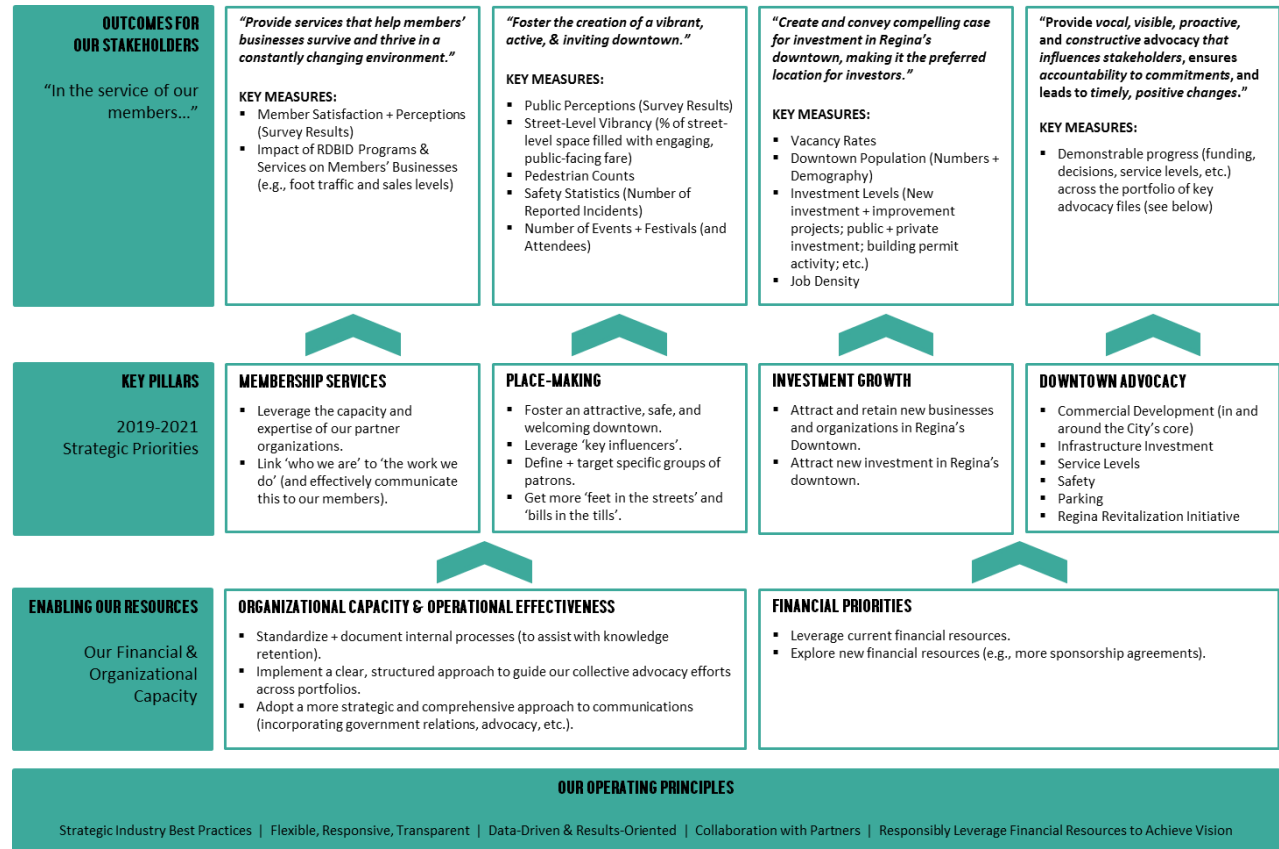 OUTCOMES FOR
OUR STAKEHOLDERS
“In the service of our
members...”
“Provide services that help members’
businesses survive and thrive in a
constantly changing environment.”
KEY MEASURES:
▪ Member Satisfaction + Perceptions
(Survey Results)
▪ Impact of RDBID Programs &
Services on Members’ Businesses
(e.g., foot traffic and sales levels)
“Foster the creation of a vibrant,
active, & inviting downtown.”
KEY MEASURES:
▪ Public Perceptions (Survey Results)
▪ Street-Level Vibrancy (% of street-
level space filled with engaging,
public-facing fare)
▪ Pedestrian Counts
▪ Safety Statistics (Number of
Reported Incidents)
▪ Number of Events + Festivals (and
Attendees)
“Create and convey compelling case
for investment in Regina’s
downtown, making it the preferred
location for investors.”
KEY MEASURES:
▪ Vacancy Rates
▪ Downtown Population (Numbers +
Demography)
▪ Investment Levels (New
investment + improvement
projects; public + private
investment; building permit
activity; etc.)
▪ Job Density
“Provide vocal, visible, proactive,
and constructive advocacy that
influences stakeholders, ensures
accountability to commitments, and
leads to timely, positive changes.”
KEY MEASURES:
▪ Demonstrable progress (funding,
decisions, service levels, etc.)
across the portfolio of key
advocacy files (see below)
KEY PILLARS
2019-2021
Strategic Priorities
MEMBERSHIP SERVICES
▪ Leverage the capacity and
expertise of our partner
organizations.
▪ Link ‘who we are’ to ‘the work we
do’ (and effectively communicate
this to our members).
PLACE-MAKING
▪ Foster an attractive, safe, and
welcoming downtown.
▪ Leverage ‘key influencers’.
▪ Define + target specific groups of
patrons.
▪ Get more ‘feet in the streets’ and
‘bills in the tills’.
INVESTMENT GROWTH
▪ Attract and retain new businesses
and organizations in Regina’s
Downtown.
▪ Attract new investment in Regina’s
downtown.
DOWNTOWN ADVOCACY
▪ Commercial Development (in and
around the City’s core)
▪ Infrastructure Investment
▪ Service Levels
▪ Safety
▪ Parking
▪ Regina Revitalization Initiative
ENABLING OUR RESOURCES
Our Financial &
Organizational
Capacity
ORGANIZATIONAL CAPACITY & OPERATIONAL EFFECTIVENESS
▪ Standardize + document internal processes (to assist with knowledge
retention).
▪ Implement a clear, structured approach to guide our collective advocacy efforts
across portfolios.
▪ Adopt a more strategic and comprehensive approach to communications
(incorporating government relations, advocacy, etc.).
FINANCIAL PRIORITIES
▪ Leverage current financial resources.
▪ Explore new financial resources (e.g., more sponsorship agreements).
OUR OPERATING PRINCIPLES
Strategic Industry Best Practices | Flexible, Responsive, Transparent | Data-Driven & Results-Oriented | Collaboration with Partners | Responsibly Leverage Financial Resources to Achieve Vision